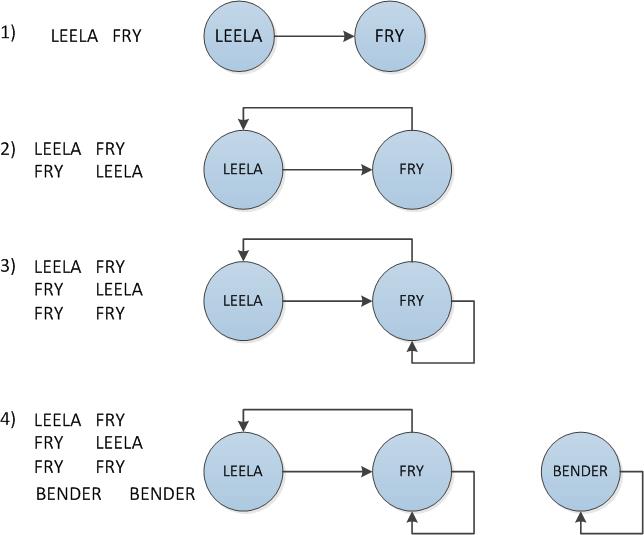 1) LEELA FRY LEELA FRY
2) LEELA FRY
FRY LEELA LEELA FRY
3) LEELA FRY
FRY LEELA LEELA FRY
FRY FRY
4) LEELA FRY
FRY LEELA
FRY FRY LEELA FRY BENDER
BENDER BENDER